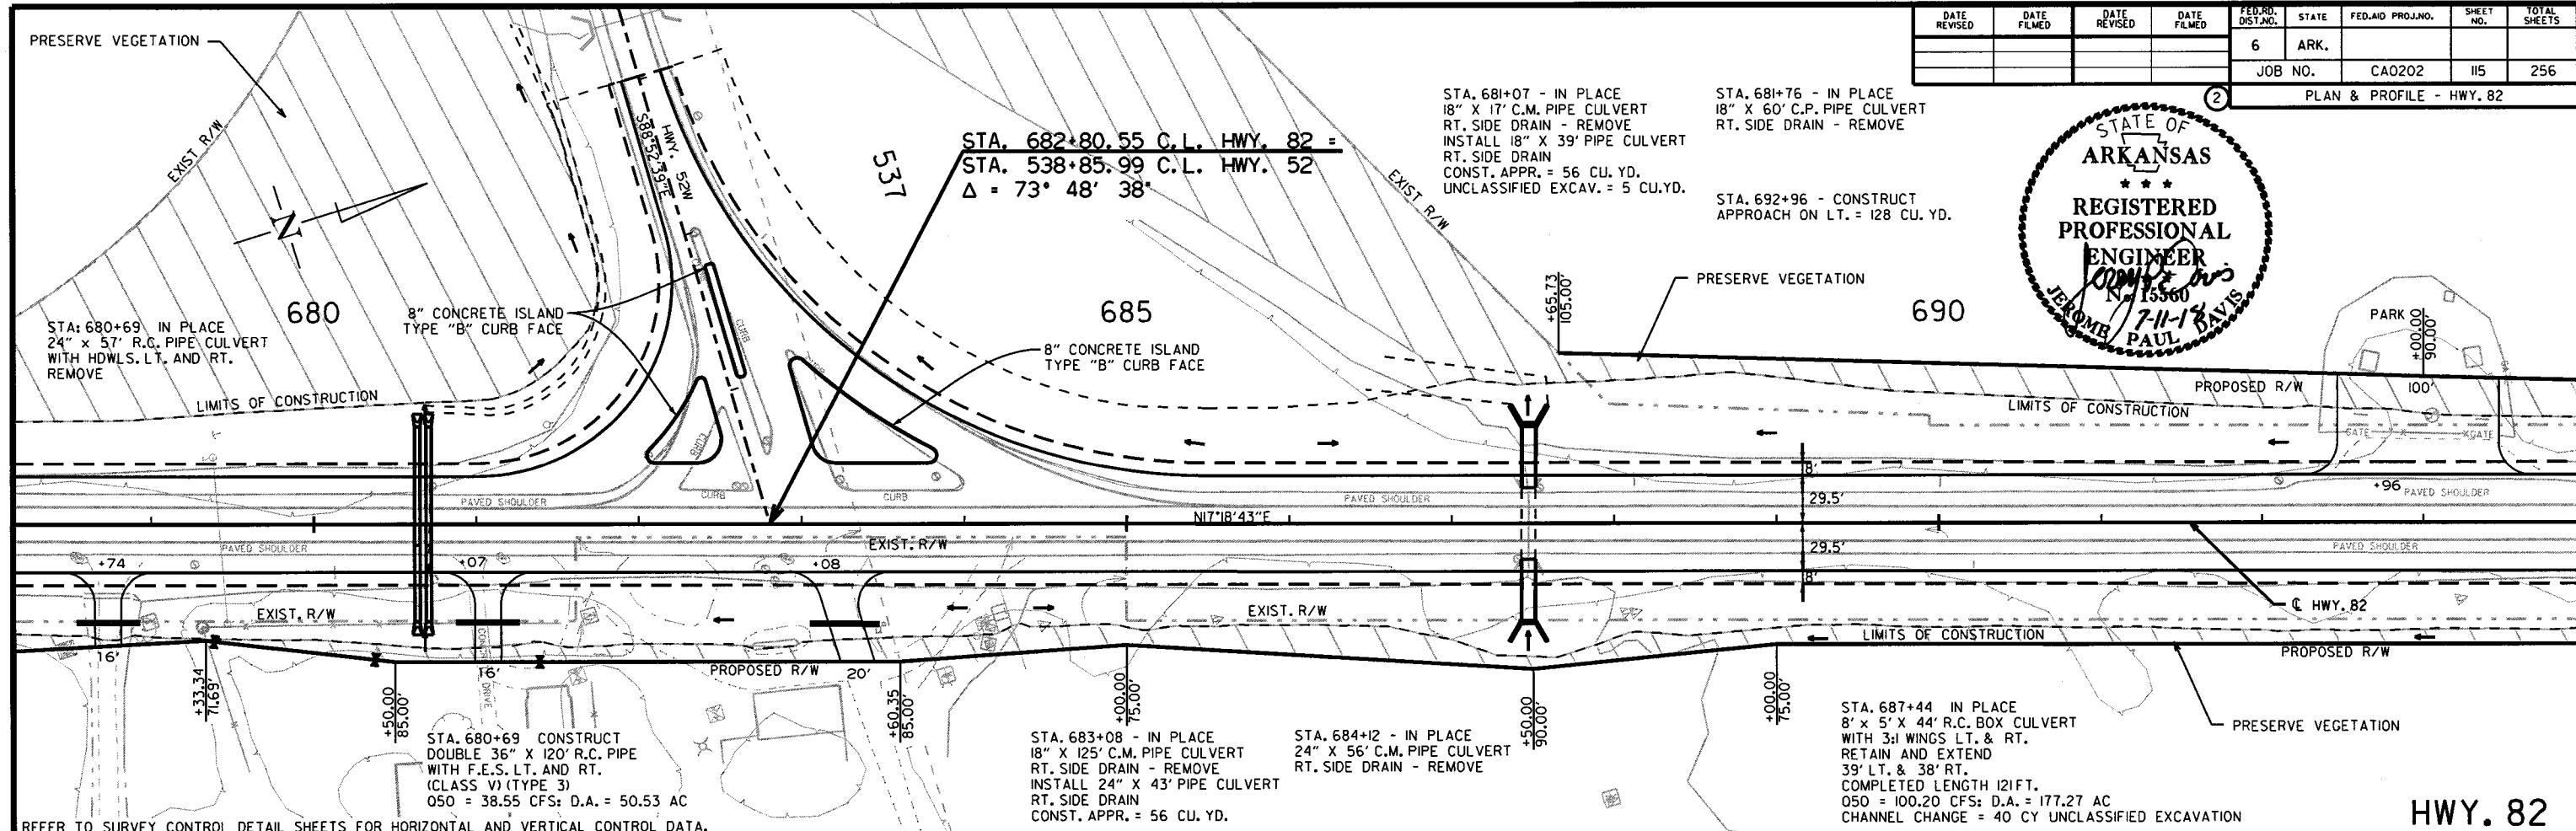 DATE REVISED
DATE FILMED
DATE REVISED
DATE FILMED
FED.RD. DIST.NO.
STATE
FED.AID PROJ.NO.
SHEET NO.
TOTAL SHEETS
6
ARK.
JOB NO.
CA0202
115
256
2
PLAN & PROFILE - HWY. 82
PRESERVE VEGETATION
EXIST R/W
-N-
HWY. 52W
S88°52'39"E
537
STA. 682+80.55 C.L. HWY. 82 =
STA. 538+85.99 C.L. HWY. 52
Δ = 73° 48' 38"
EXIST R/W
STA. 681+07 - IN PLACE
18" X 17' C.M. PIPE CULVERT
RT. SIDE DRAIN - REMOVE
INSTALL 18" X 39' PIPE CULVERT
RT. SIDE DRAIN
CONST. APPR. = 56 CU. YD.
UNCLASSIFIED EXCAV. = 5 CU.YD.
STA. 681+76 - IN PLACE
18" X 60' C.P. PIPE CULVERT
RT. SIDE DRAIN - REMOVE
STA. 692+96 - CONSTRUCT
APPROACH ON LT. = 128 CU. YD.
STATE OF
ARKANSAS
* * *
REGISTERED
PROFESSIONAL
ENGINEER
No. 15560
7-11-18
JEROME PAUL DAVIS
680
685
690
STA: 680+69 IN PLACE
24" x 57' R.C. PIPE CULVERT
WITH HDWLS. LT. AND RT.
REMOVE
8" CONCRETE ISLAND
TYPE "B" CURB FACE
8" CONCRETE ISLAND
TYPE "B" CURB FACE
CURB
CURB
CURB
CURB
+65.73
105.00'
PRESERVE VEGETATION
PARK
+00.00
90.00'
100'
PROPOSED R/W
LIMITS OF CONSTRUCTION
LIMITS OF CONSTRUCTION
GATE
GATE
8'
29.5'
PAVED SHOULDER
PAVED SHOULDER
+96
PAVED SHOULDER
N17°18'43"E
EXIST. R/W
29.5'
8'
PAVED SHOULDER
PAVED SHOULDER
+74
+07
+08
EXIST. R/W
EXIST. R/W
℄ HWY. 82
LIMITS OF CONSTRUCTION
PROPOSED R/W
16'
16'
DRIVE
PROPOSED R/W
20'
+33.34
71.69'
+50.00
85.00'
+60.35
85.00'
+00.00
75.00'
+50.00
90.00'
+00.00
75.00'
PRESERVE VEGETATION
STA. 680+69 CONSTRUCT
DOUBLE 36" X 120' R.C. PIPE
WITH F.E.S. LT. AND RT.
(CLASS V) (TYPE 3)
Q50 = 38.55 CFS: D.A. = 50.53 AC
STA. 683+08 - IN PLACE
18" X 125' C.M. PIPE CULVERT
RT. SIDE DRAIN - REMOVE
INSTALL 24" X 43' PIPE CULVERT
RT. SIDE DRAIN
CONST. APPR. = 56 CU. YD.
STA. 684+12 - IN PLACE
24" X 56' C.M. PIPE CULVERT
RT. SIDE DRAIN - REMOVE
STA. 687+44 IN PLACE
8' x 5' X 44' R.C. BOX CULVERT
WITH 3:1 WINGS LT. & RT.
RETAIN AND EXTEND
39' LT. & 38' RT.
COMPLETED LENGTH 121FT.
Q50 = 100.20 CFS: D.A. = 177.27 AC
CHANNEL CHANGE = 40 CY UNCLASSIFIED EXCAVATION
HWY. 82
REFER TO SURVEY CONTROL DETAIL SHEETS FOR HORIZONTAL AND VERTICAL CONTROL DATA.